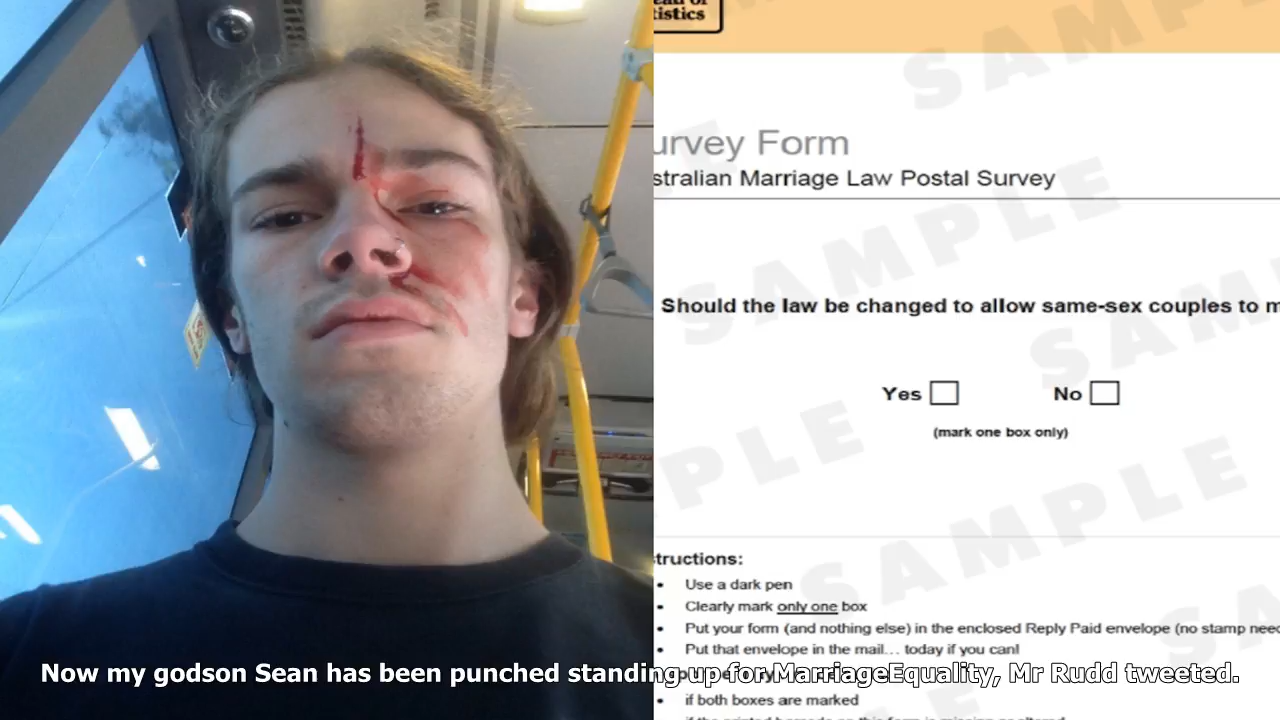 tistics
urvey Form
stralian Marriage Law Postal Survey
Should the law be changed to allow same-sex couples to m
Yes
No
(mark one box only)
tructions:
Use a dark pen
Clearly mark only one box
Put your form (and nothing else) in the enclosed Reply Paid envelope (no stamp need
Put that envelope in the mail... today if you can!
Now my godson Sean has been punched standing up for MarriageEquality, Mr Rudd tweeted.
if both boxes are marked
SAMPLE
SAMPLE
SAMPLE
SAMPLE